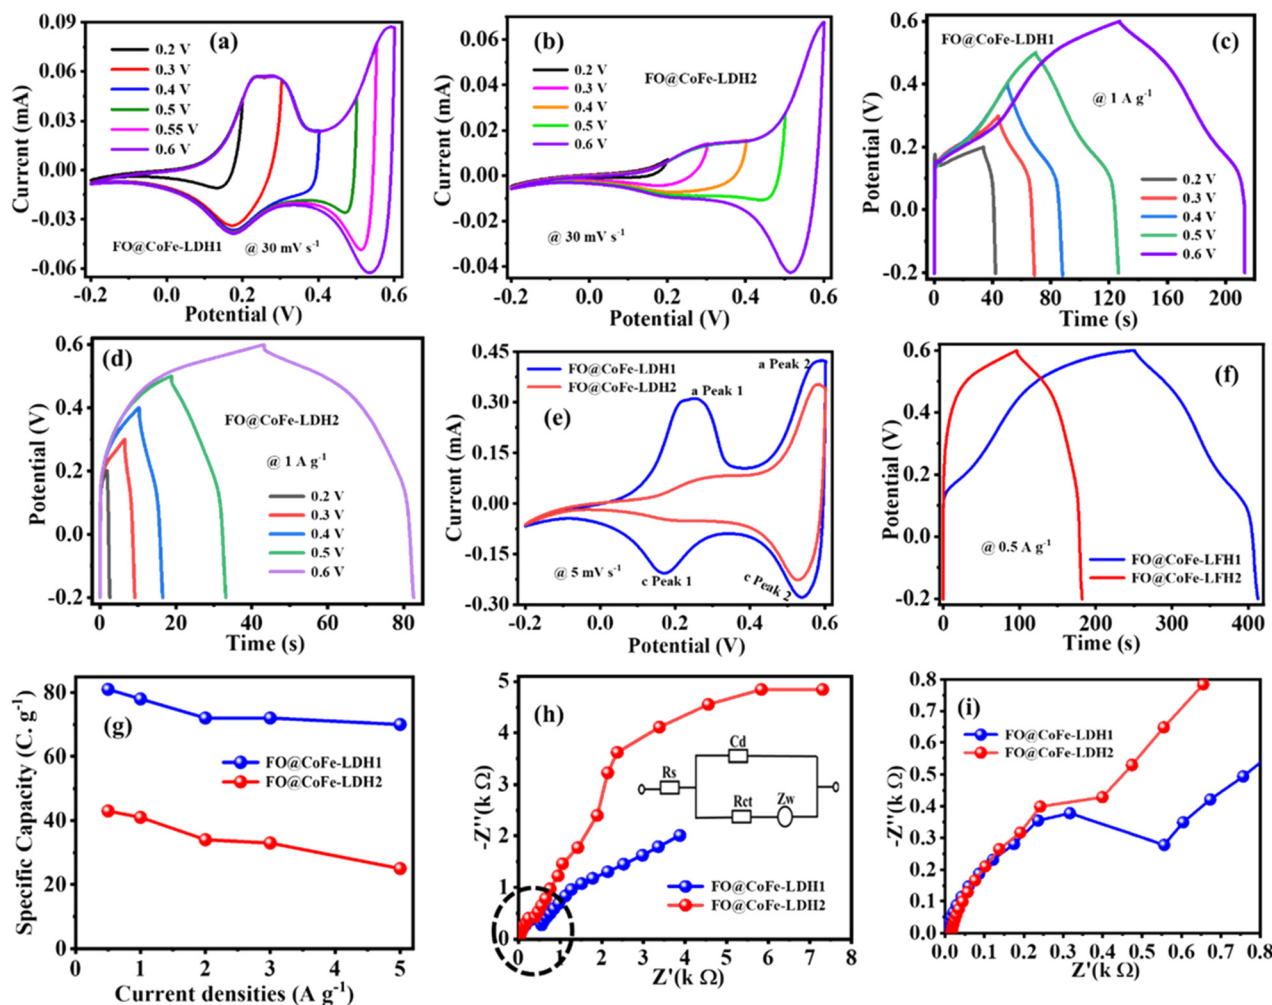 (a)
0.2 V
0.3 V
0.4 V
0.5 V
0.55 V
0.6 V
FO@CoFe-LDH1
@ 30 mV s-1
Current (mA)
0.09
0.06
0.03
0.00
-0.03
-0.06
-0.2
0.0
0.2
0.4
0.6
Potential (V)
(b)
0.2 V
0.3 V
0.4 V
0.5 V
0.6 V
FO@CoFe-LDH2
@ 30 mV s-1
Current (mA)
0.06
0.04
0.02
0.00
-0.02
-0.04
-0.2
0.0
0.2
0.4
0.6
Potential (V)
(c)
FO@CoFe-LDH1
@ 1 A g-1
0.2 V
0.3 V
0.4 V
0.5 V
0.6 V
Potential (V)
0.6
0.4
0.2
0.0
-0.2
0
40
80
120
160
200
Time (s)
(d)
FO@CoFe-LDH2
@ 1 A g-1
0.2 V
0.3 V
0.4 V
0.5 V
0.6 V
Potential (V)
0.6
0.4
0.2
0.0
-0.2
0
20
40
60
80
Time (s)
(e)
FO@CoFe-LDH1
FO@CoFe-LDH2
a Peak 1
a Peak 2
c Peak 1
c Peak 2
@ 5 mV s-1
Current (mA)
0.45
0.30
0.15
0.00
-0.15
-0.30
-0.2
0.0
0.2
0.4
0.6
Potential (V)
(f)
@ 0.5 A g-1
FO@CoFe-LFH1
FO@CoFe-LFH2
Potential (V)
0.6
0.4
0.2
0.0
-0.2
0
100
200
300
400
Time (s)
(g)
FO@CoFe-LDH1
FO@CoFe-LDH2
Specific Capacity (C. g-1)
80
60
40
20
0
0
1
2
3
4
5
Current densities (A g-1)
(h)
Cd
Rs
Rct
Zw
FO@CoFe-LDH1
FO@CoFe-LDH2
-Z''(k Ω)
5
4
3
2
1
0
0
1
2
3
4
5
6
7
8
Z'(k Ω)
(i)
FO@CoFe-LDH1
FO@CoFe-LDH2
-Z''(k Ω)
0.8
0.7
0.6
0.5
0.4
0.3
0.2
0.1
0.0
0.0
0.1
0.2
0.3
0.4
0.5
0.6
0.7
0.8
Z'(k Ω)